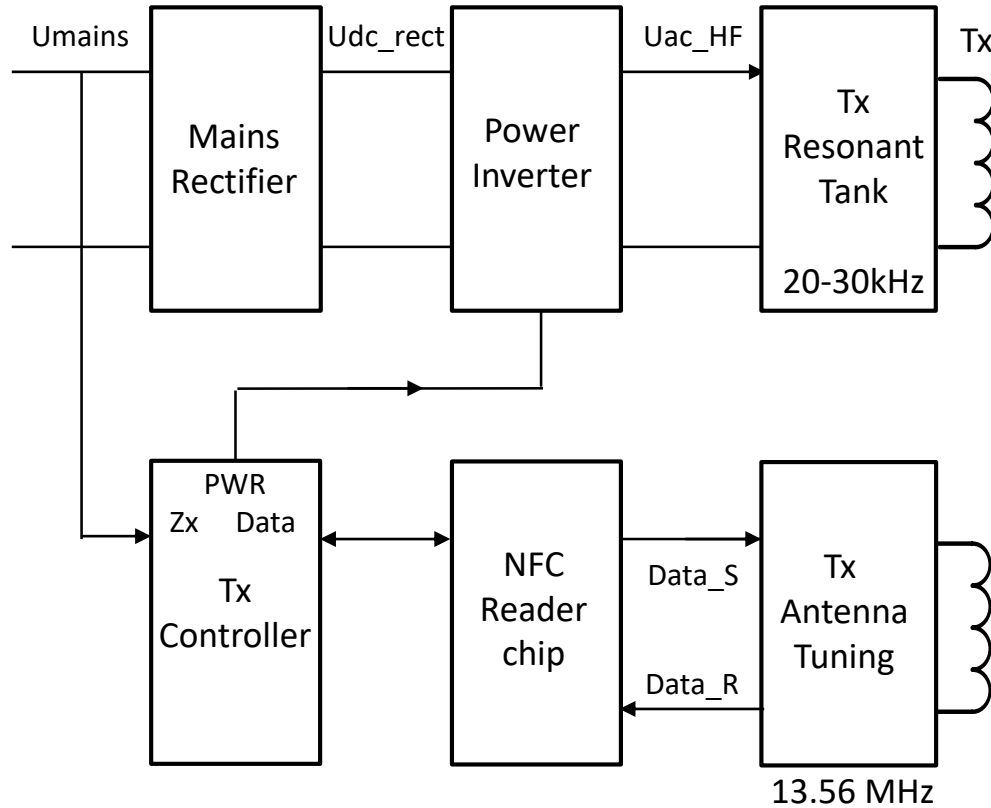 Umains
Udc_rect
Uac_HF
Tx
Mains
Rectifier
Power
Inverter
Tx
Resonant
Tank
20-30kHz
PWR
Zx Data
Tx
Controller
NFC
Reader
chip
Data_S
Data_R
Tx
Antenna
Tuning
13.56 MHz